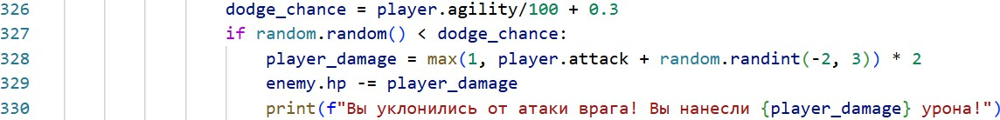 326 dodge_chance = player.agility/100 + 0.3
327 if random.random() < dodge_chance:
328 player_damage = max(1, player.attack + random.randint(-2, 3)) * 2
329 enemy.hp -= player_damage
330 print(f"Вы уклонились от атаки врага! Вы нанесли {player_damage} урона!")